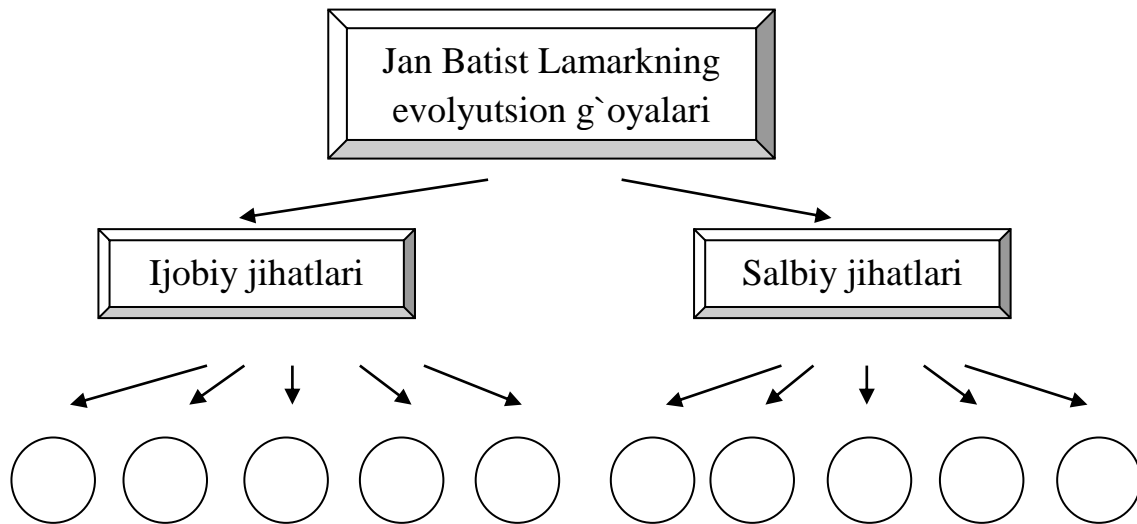 Jan Batist Lamarkning
evolyutsion g`oyalari
Ijobiy jihatlari
Salbiy jihatlari